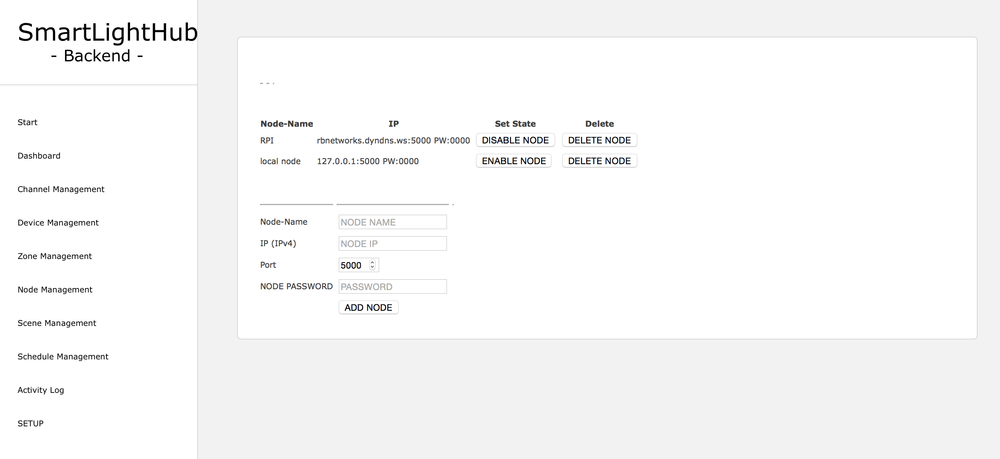 SmartLightHub
- Backend -
Start
Dashboard
Channel Management
Device Management
Zone Management
Node Management
Scene Management
Schedule Management
Activity Log
SETUP
Node-Name IP Set State Delete
RPI rbnetworks.dyndns.ws:5000 PW:0000 DISABLE NODE DELETE NODE
local node 127.0.0.1:5000 PW:0000 ENABLE NODE DELETE NODE
Node-Name NODE NAME
IP (IPv4) NODE IP
Port 5000
NODE PASSWORD PASSWORD
ADD NODE